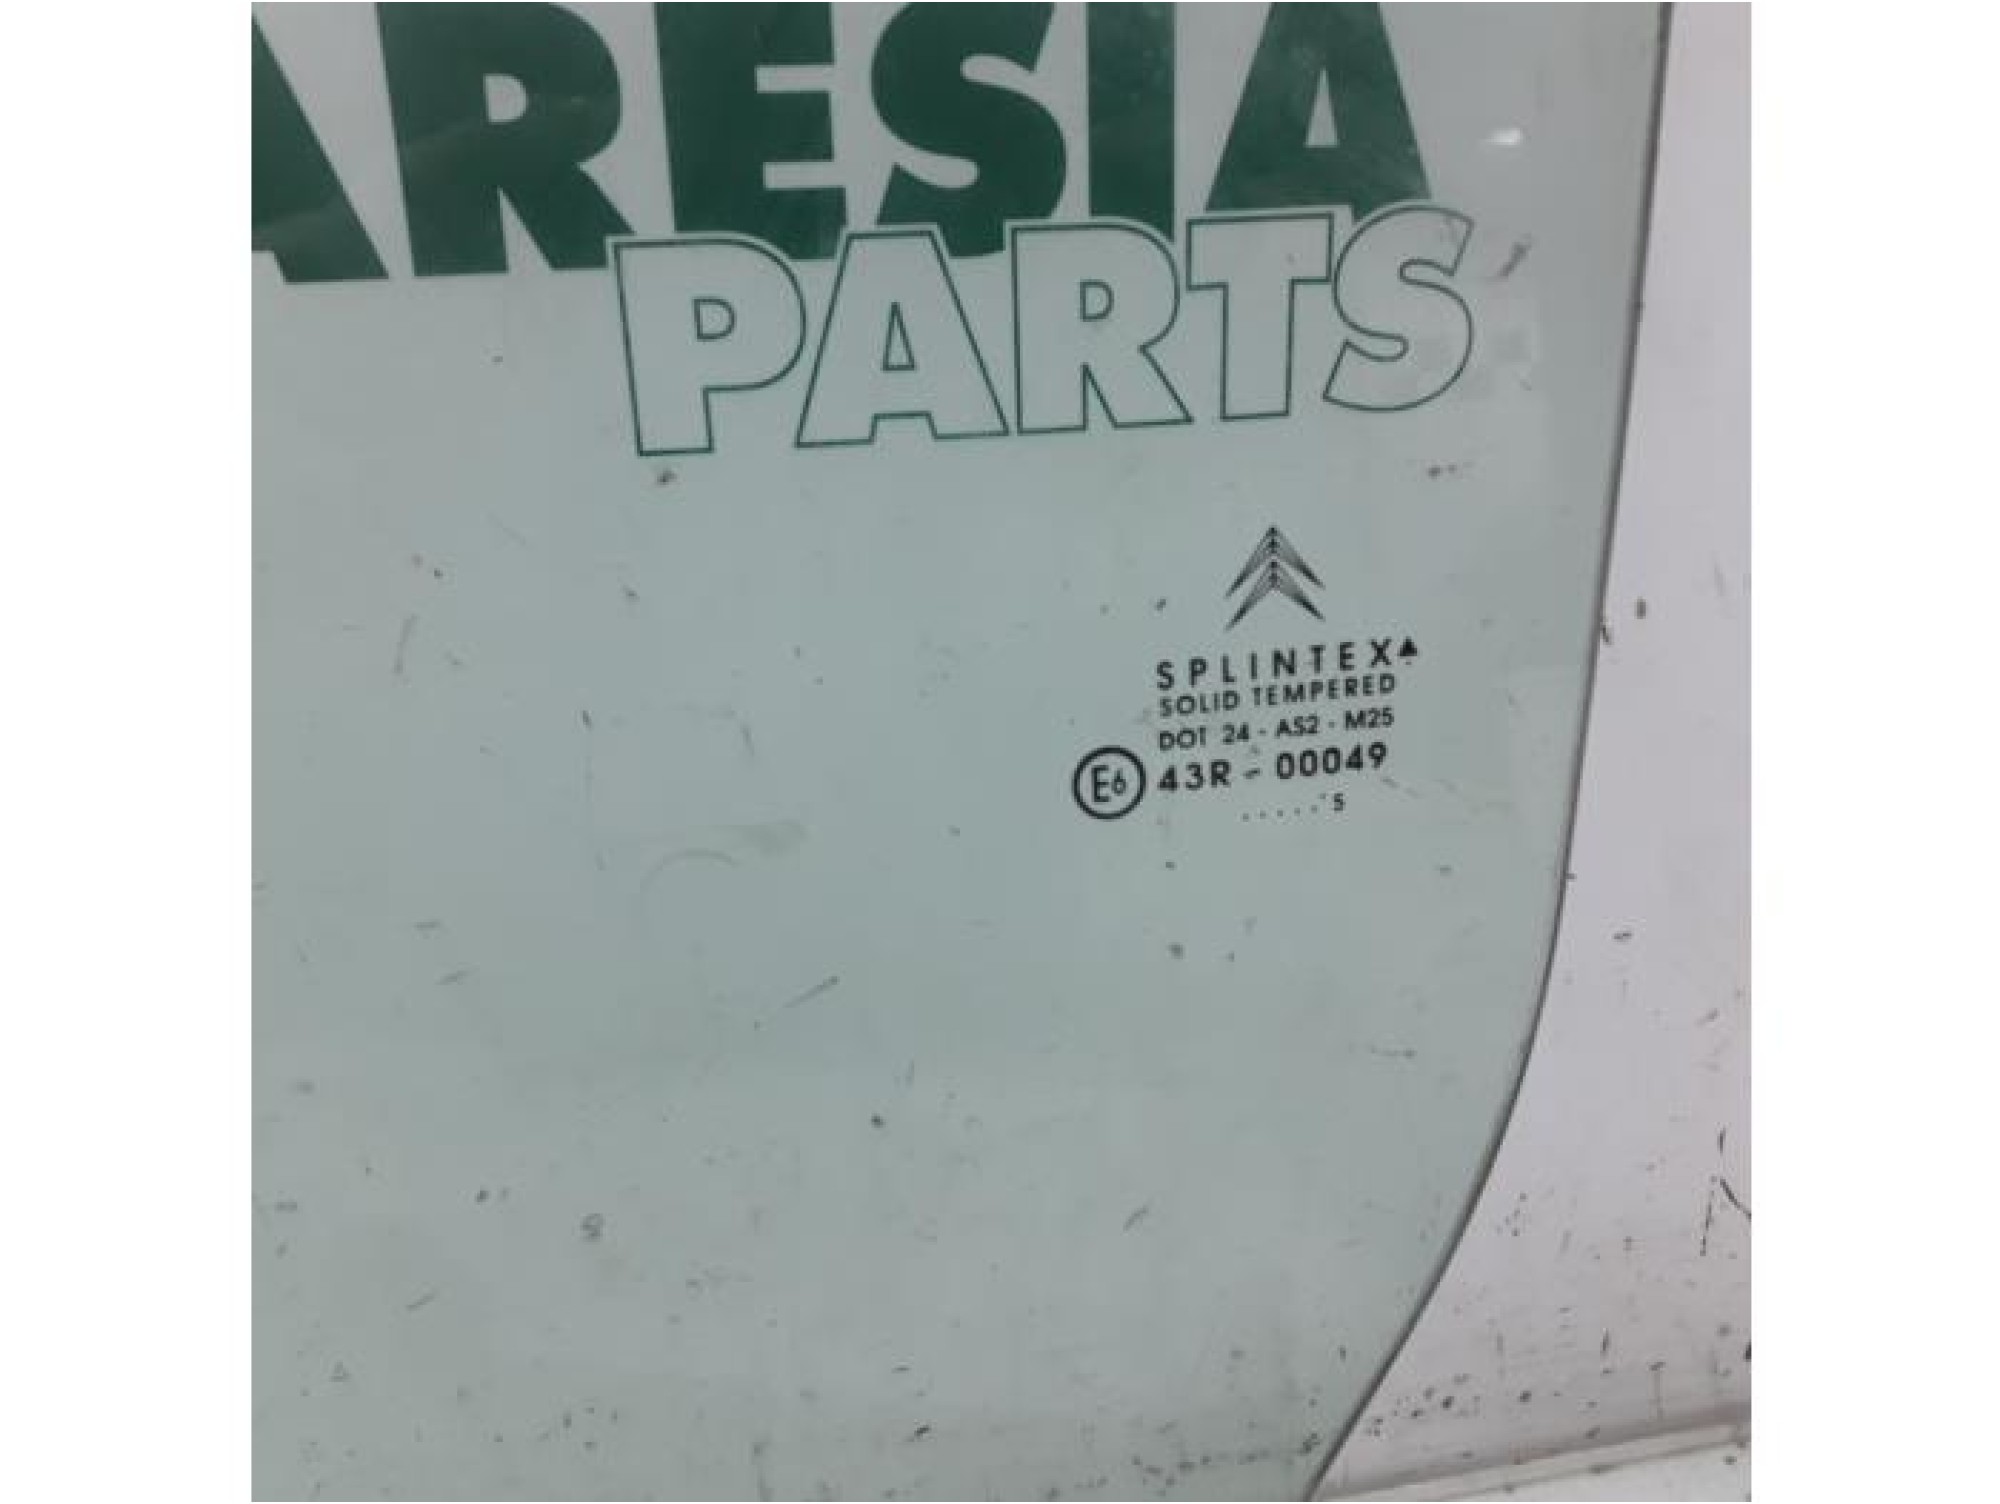 ARESIA
PARTS
SPLINTEX
SOLID TEMPERED
DOT 24 - AS2 - M25
E6 43R - 00049
. . . . . . 5